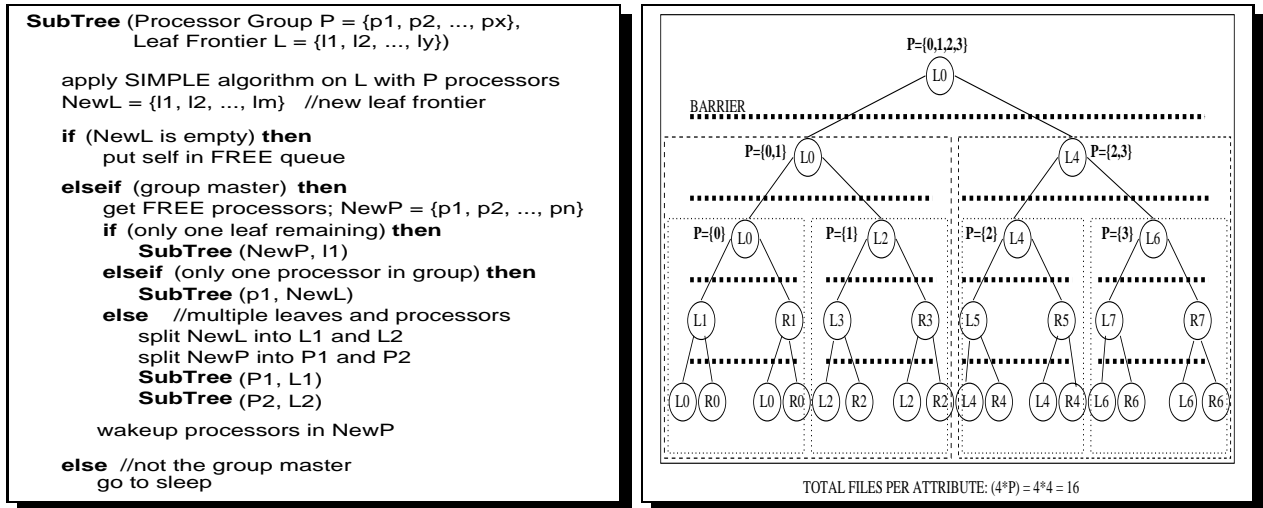 SubTree (Processor Group P = {p1, p2, ..., px},
Leaf Frontier L = {l1, l2, ..., ly})
apply SIMPLE algorithm on L with P processors
NewL = {l1, l2, ..., lm} //new leaf frontier
if (NewL is empty) then
put self in FREE queue
elseif (group master) then
get FREE processors; NewP = {p1, p2, ..., pn}
if (only one leaf remaining) then
SubTree (NewP, l1)
elseif (only one processor in group) then
SubTree (p1, NewL)
else //multiple leaves and processors
split NewL into L1 and L2
split NewP into P1 and P2
SubTree (P1, L1)
SubTree (P2, L2)
wakeup processors in NewP
else //not the group master
go to sleep
P={0,1,2,3}
L0
BARRIER
P={0,1} L0 L4 P={2,3}
P={0} L0 P={1} L2 P={2} L4 P={3} L6
L1 R1 L3 R3 L5 R5 L7 R7
L0 R0 L0 R0 L2 R2 L2 R2 L4 R4 L4 R4 L6 R6 L6 R6
TOTAL FILES PER ATTRIBUTE: (4*P) = 4*4 = 16